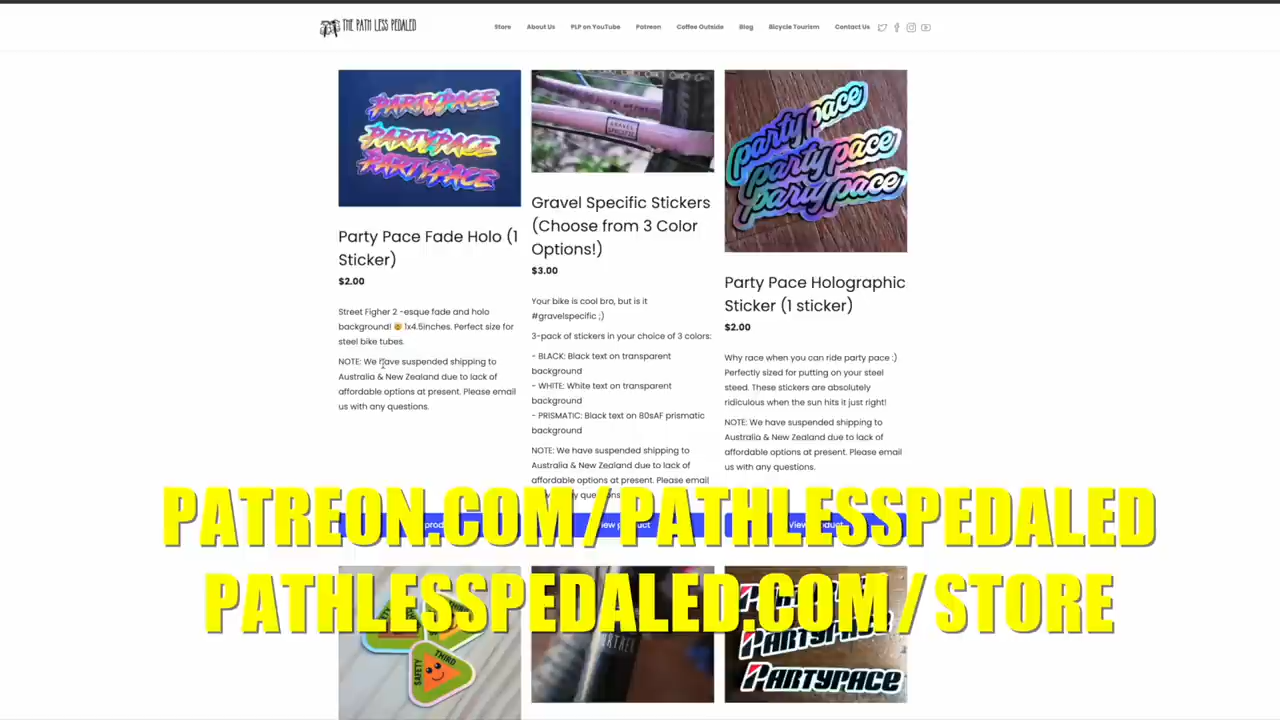 THE PATH LESS PEDALED
Store
About Us
PLP on YouTube
Patreon
Coffee Outside
Blog
Bicycle Tourism
Contact Us
PARTYPACE
PARTYPACE
PARTYPACE
Party Pace Fade Holo (1
Sticker)
$2.00
Street Figher 2 -esque fade and holo
background! 🤓 1x4.5inches. Perfect size for
steel bike tubes.
NOTE: We have suspended shipping to
Australia & New Zealand due to lack of
affordable options at present. Please email
us with any questions.
GRAVEL
SPECIFIC
Gravel Specific Stickers
(Choose from 3 Color
Options!)
$3.00
Your bike is cool bro, but is it
#gravelspecific ;)
3-pack of stickers in your choice of 3 colors:
- BLACK: Black text on transparent
background
- WHITE: White text on transparent
background
- PRISMATIC: Black text on 80sAF prismatic
background
NOTE: We have suspended shipping to
Australia & New Zealand due to lack of
affordable options at present. Please email
party pace
party pace
party pace
Party Pace Holographic
Sticker (1 sticker)
$2.00
Why race when you can ride party pace :)
Perfectly sized for putting on your steel
steed. These stickers are absolutely
ridiculous when the sun hits it just right!
NOTE: We have suspended shipping to
Australia & New Zealand due to lack of
affordable options at present. Please email
us with any questions.
PATREON.COM/PATHLESSPEDALED
PATHLESSPEDALED.COM/STORE
SAFETY THIRD
PARTYPACE
PARTYPACE